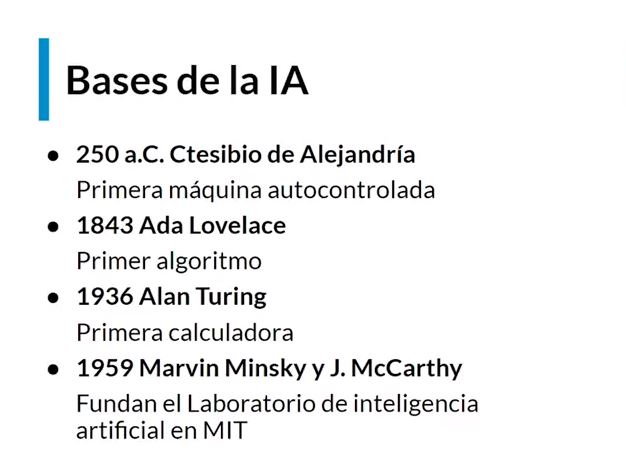 Bases de la IA
● 250 a.C. Ctesibio de Alejandría
Primera máquina autocontrolada
● 1843 Ada Lovelace
Primer algoritmo
● 1936 Alan Turing
Primera calculadora
● 1959 Marvin Minsky y J. McCarthy
Fundan el Laboratorio de inteligencia
artificial en MIT